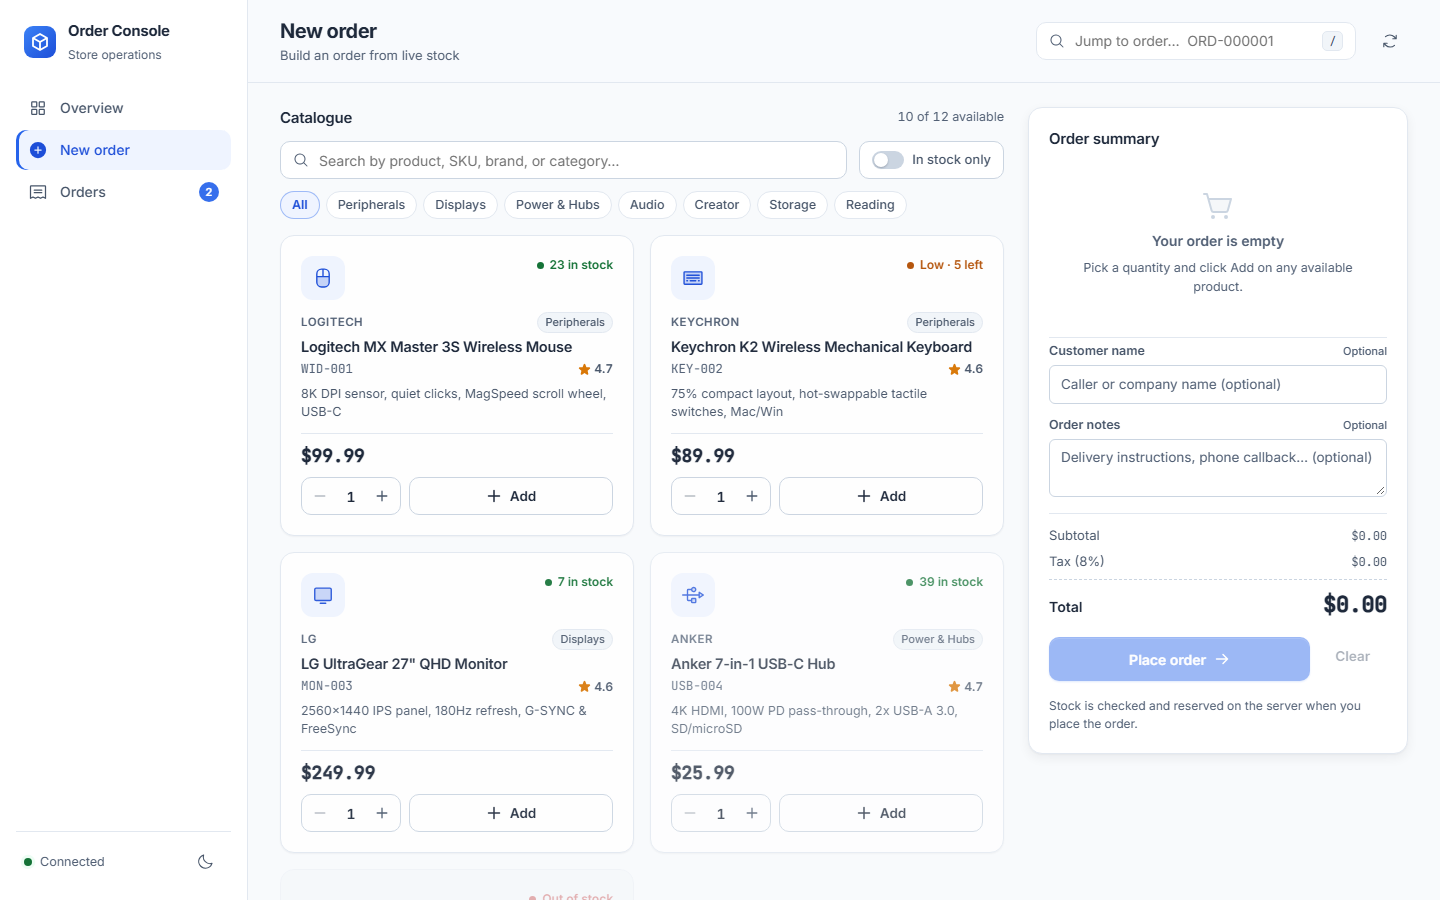 Order Console
Store operations
Overview
New order
Orders
2
Connected
New order
Build an order from live stock
Jump to order... ORD-000001
/
Catalogue
10 of 12 available
Search by product, SKU, brand, or category...
In stock only
All
Peripherals
Displays
Power & Hubs
Audio
Creator
Storage
Reading
23 in stock
LOGITECH
Peripherals
Logitech MX Master 3S Wireless Mouse
WID-001
4.7
8K DPI sensor, quiet clicks, MagSpeed scroll wheel,
USB-C
$99.99
1
Add
Low · 5 left
KEYCHRON
Peripherals
Keychron K2 Wireless Mechanical Keyboard
KEY-002
4.6
75% compact layout, hot-swappable tactile
switches, Mac/Win
$89.99
1
Add
7 in stock
LG
Displays
LG UltraGear 27" QHD Monitor
MON-003
4.6
2560×1440 IPS panel, 180Hz refresh, G-SYNC &
FreeSync
$249.99
1
Add
39 in stock
ANKER
Power & Hubs
Anker 7-in-1 USB-C Hub
USB-004
4.7
4K HDMI, 100W PD pass-through, 2x USB-A 3.0,
SD/microSD
$25.99
1
Add
Out of stock
Order summary
Your order is empty
Pick a quantity and click Add on any available
product.
Customer name
Optional
Caller or company name (optional)
Order notes
Optional
Delivery instructions, phone callback... (optional)
Subtotal
$0.00
Tax (8%)
$0.00
Total
$0.00
Place order
Clear
Stock is checked and reserved on the server when you
place the order.